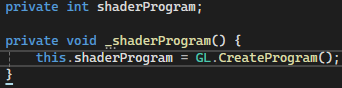 private int shaderProgram;
private void _shaderProgram() {
this.shaderProgram = GL.CreateProgram();
}